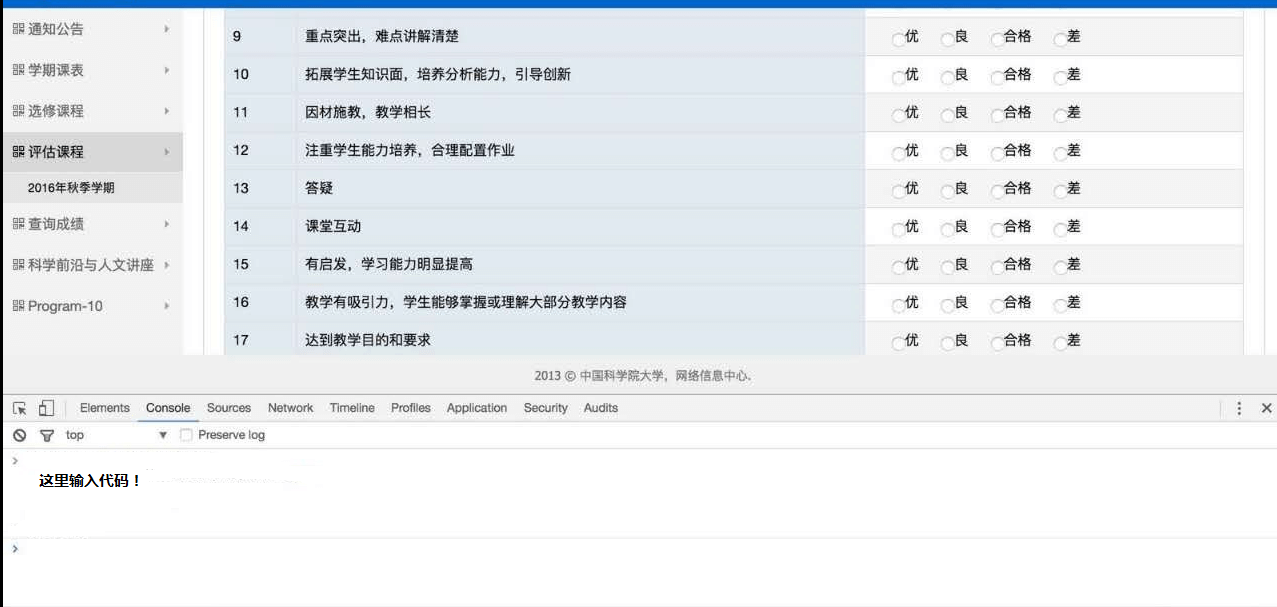 通知公告
学期课表
选修课程
评估课程
2016年秋季学期
查询成绩
科学前沿与人文讲座
Program-10
9 重点突出，难点讲解清楚 优 良 合格 差
10 拓展学生知识面，培养分析能力，引导创新 优 良 合格 差
11 因材施教，教学相长 优 良 合格 差
12 注重学生能力培养，合理配置作业 优 良 合格 差
13 答疑 优 良 合格 差
14 课堂互动 优 良 合格 差
15 有启发，学习能力明显提高 优 良 合格 差
16 教学有吸引力，学生能够掌握或理解大部分教学内容 优 良 合格 差
17 达到教学目的和要求 优 良 合格 差
2013 © 中国科学院大学，网络信息中心.
Elements Console Sources Network Timeline Profiles Application Security Audits
top Preserve log
这里输入代码！